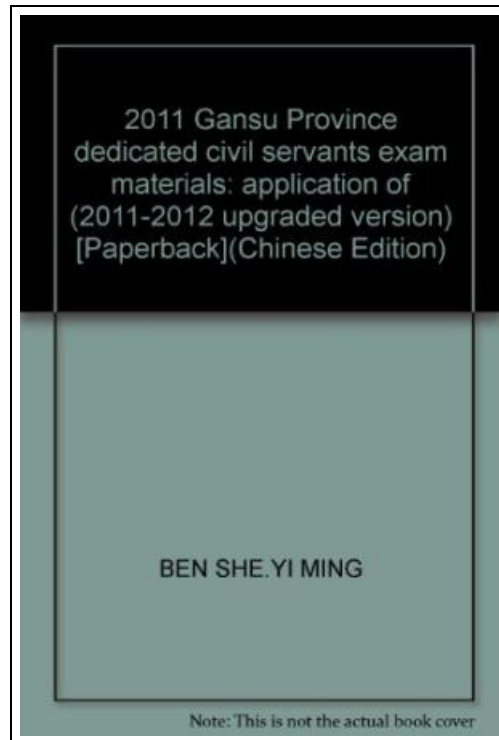 2011 Gansu Province
dedicated civil servants exam
materials: application of
(2011-2012 upgraded version)
[Paperback](Chinese Edition)
BEN SHE.YI MING
Note: This is not the actual book cover